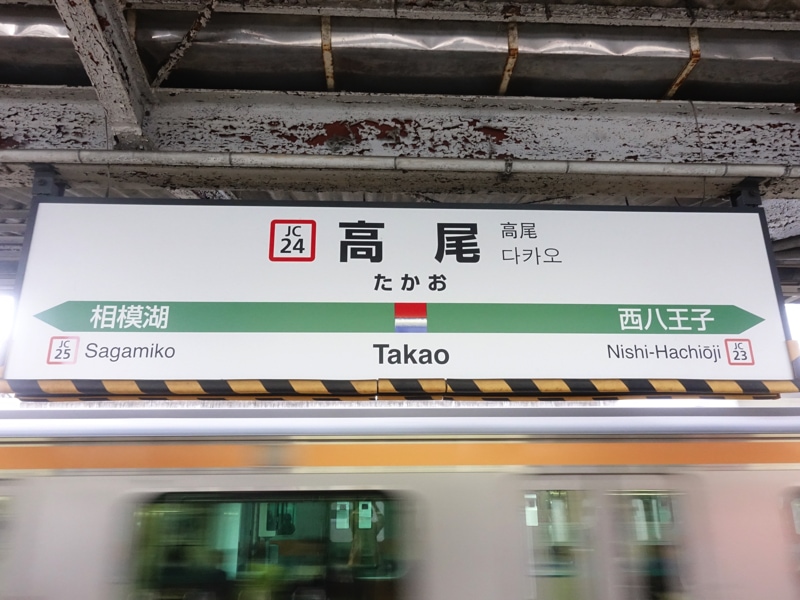 JC
24
高尾
高尾
다카오
たかお
相模湖
西八王子
JC
25
Sagamiko
Takao
Nishi-Hachiōji
JC
23